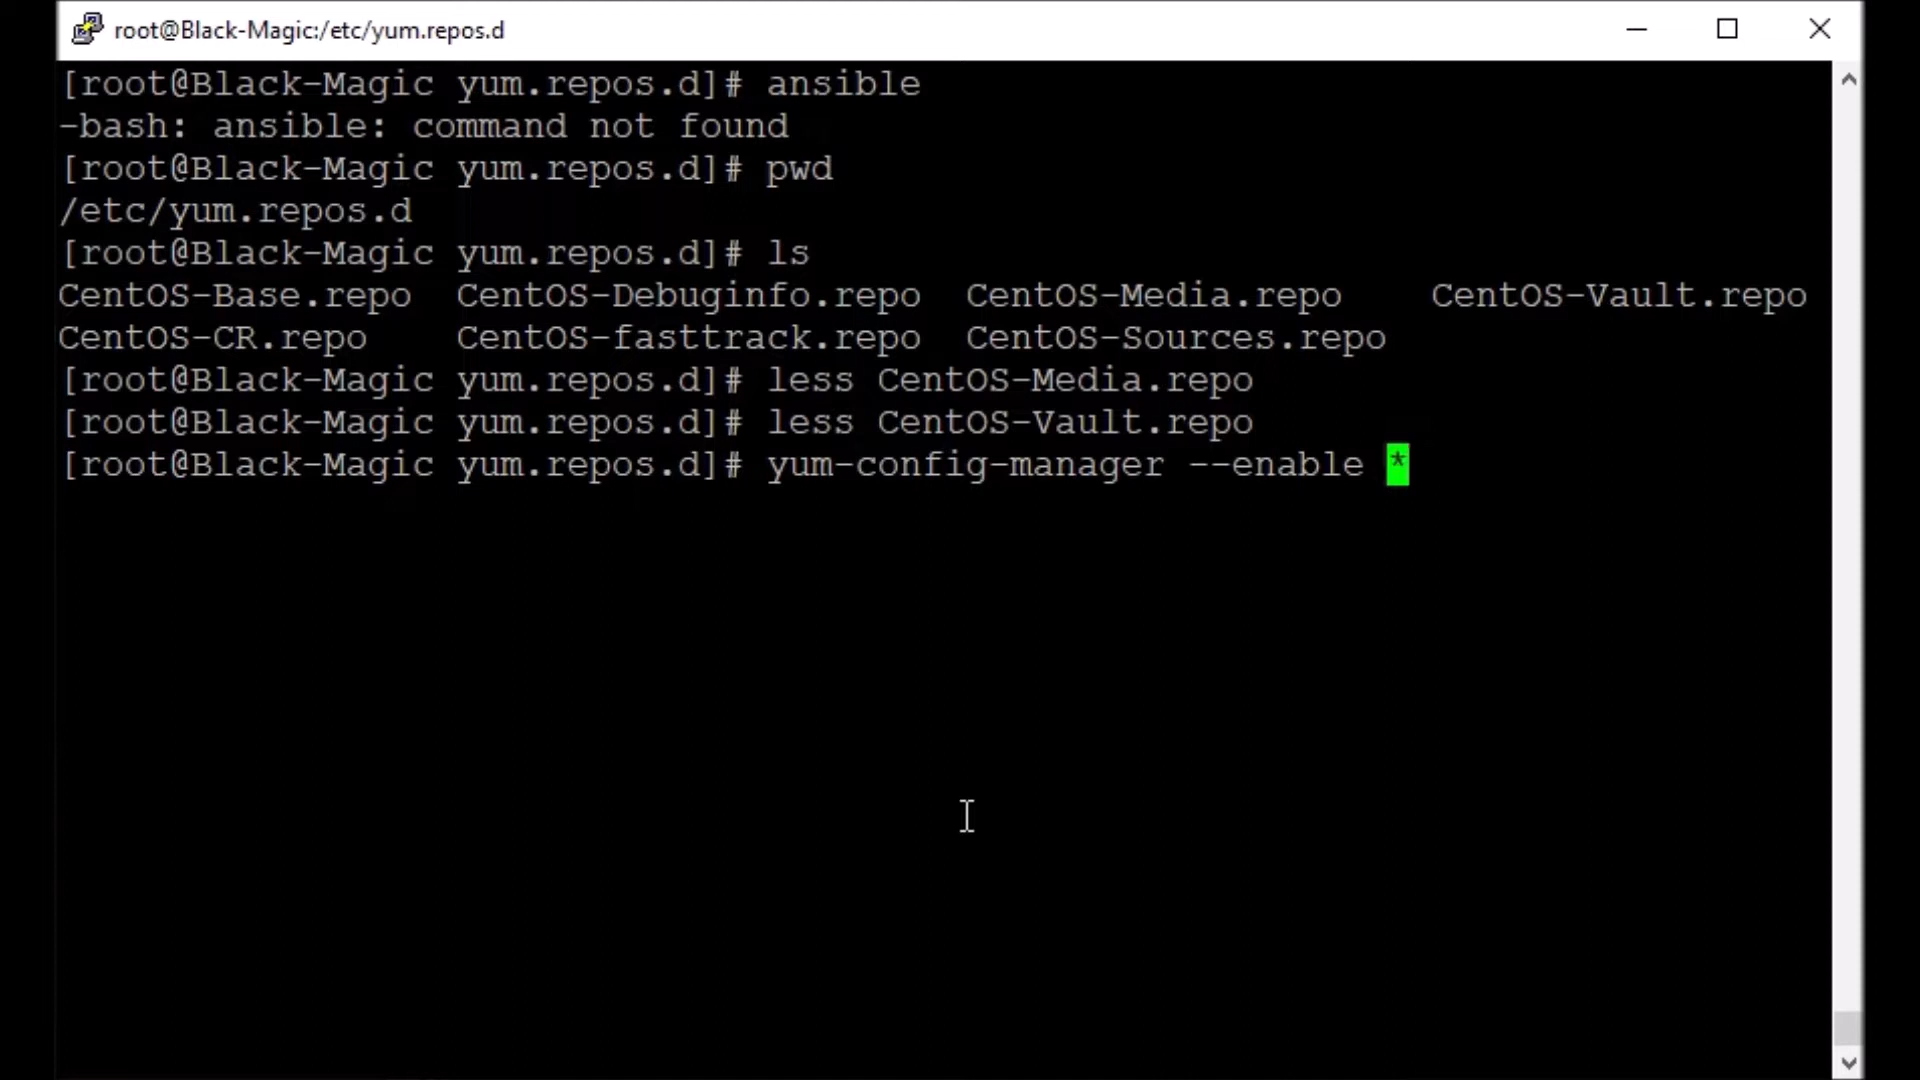 root@Black-Magic:/etc/yum.repos.d
[root@Black-Magic yum.repos.d]# ansible
-bash: ansible: command not found
[root@Black-Magic yum.repos.d]# pwd
/etc/yum.repos.d
[root@Black-Magic yum.repos.d]# ls
CentOS-Base.repo  CentOS-Debuginfo.repo  CentOS-Media.repo    CentOS-Vault.repo
CentOS-CR.repo    CentOS-fasttrack.repo  CentOS-Sources.repo
[root@Black-Magic yum.repos.d]# less CentOS-Media.repo
[root@Black-Magic yum.repos.d]# less CentOS-Vault.repo
[root@Black-Magic yum.repos.d]# yum-config-manager --enable *